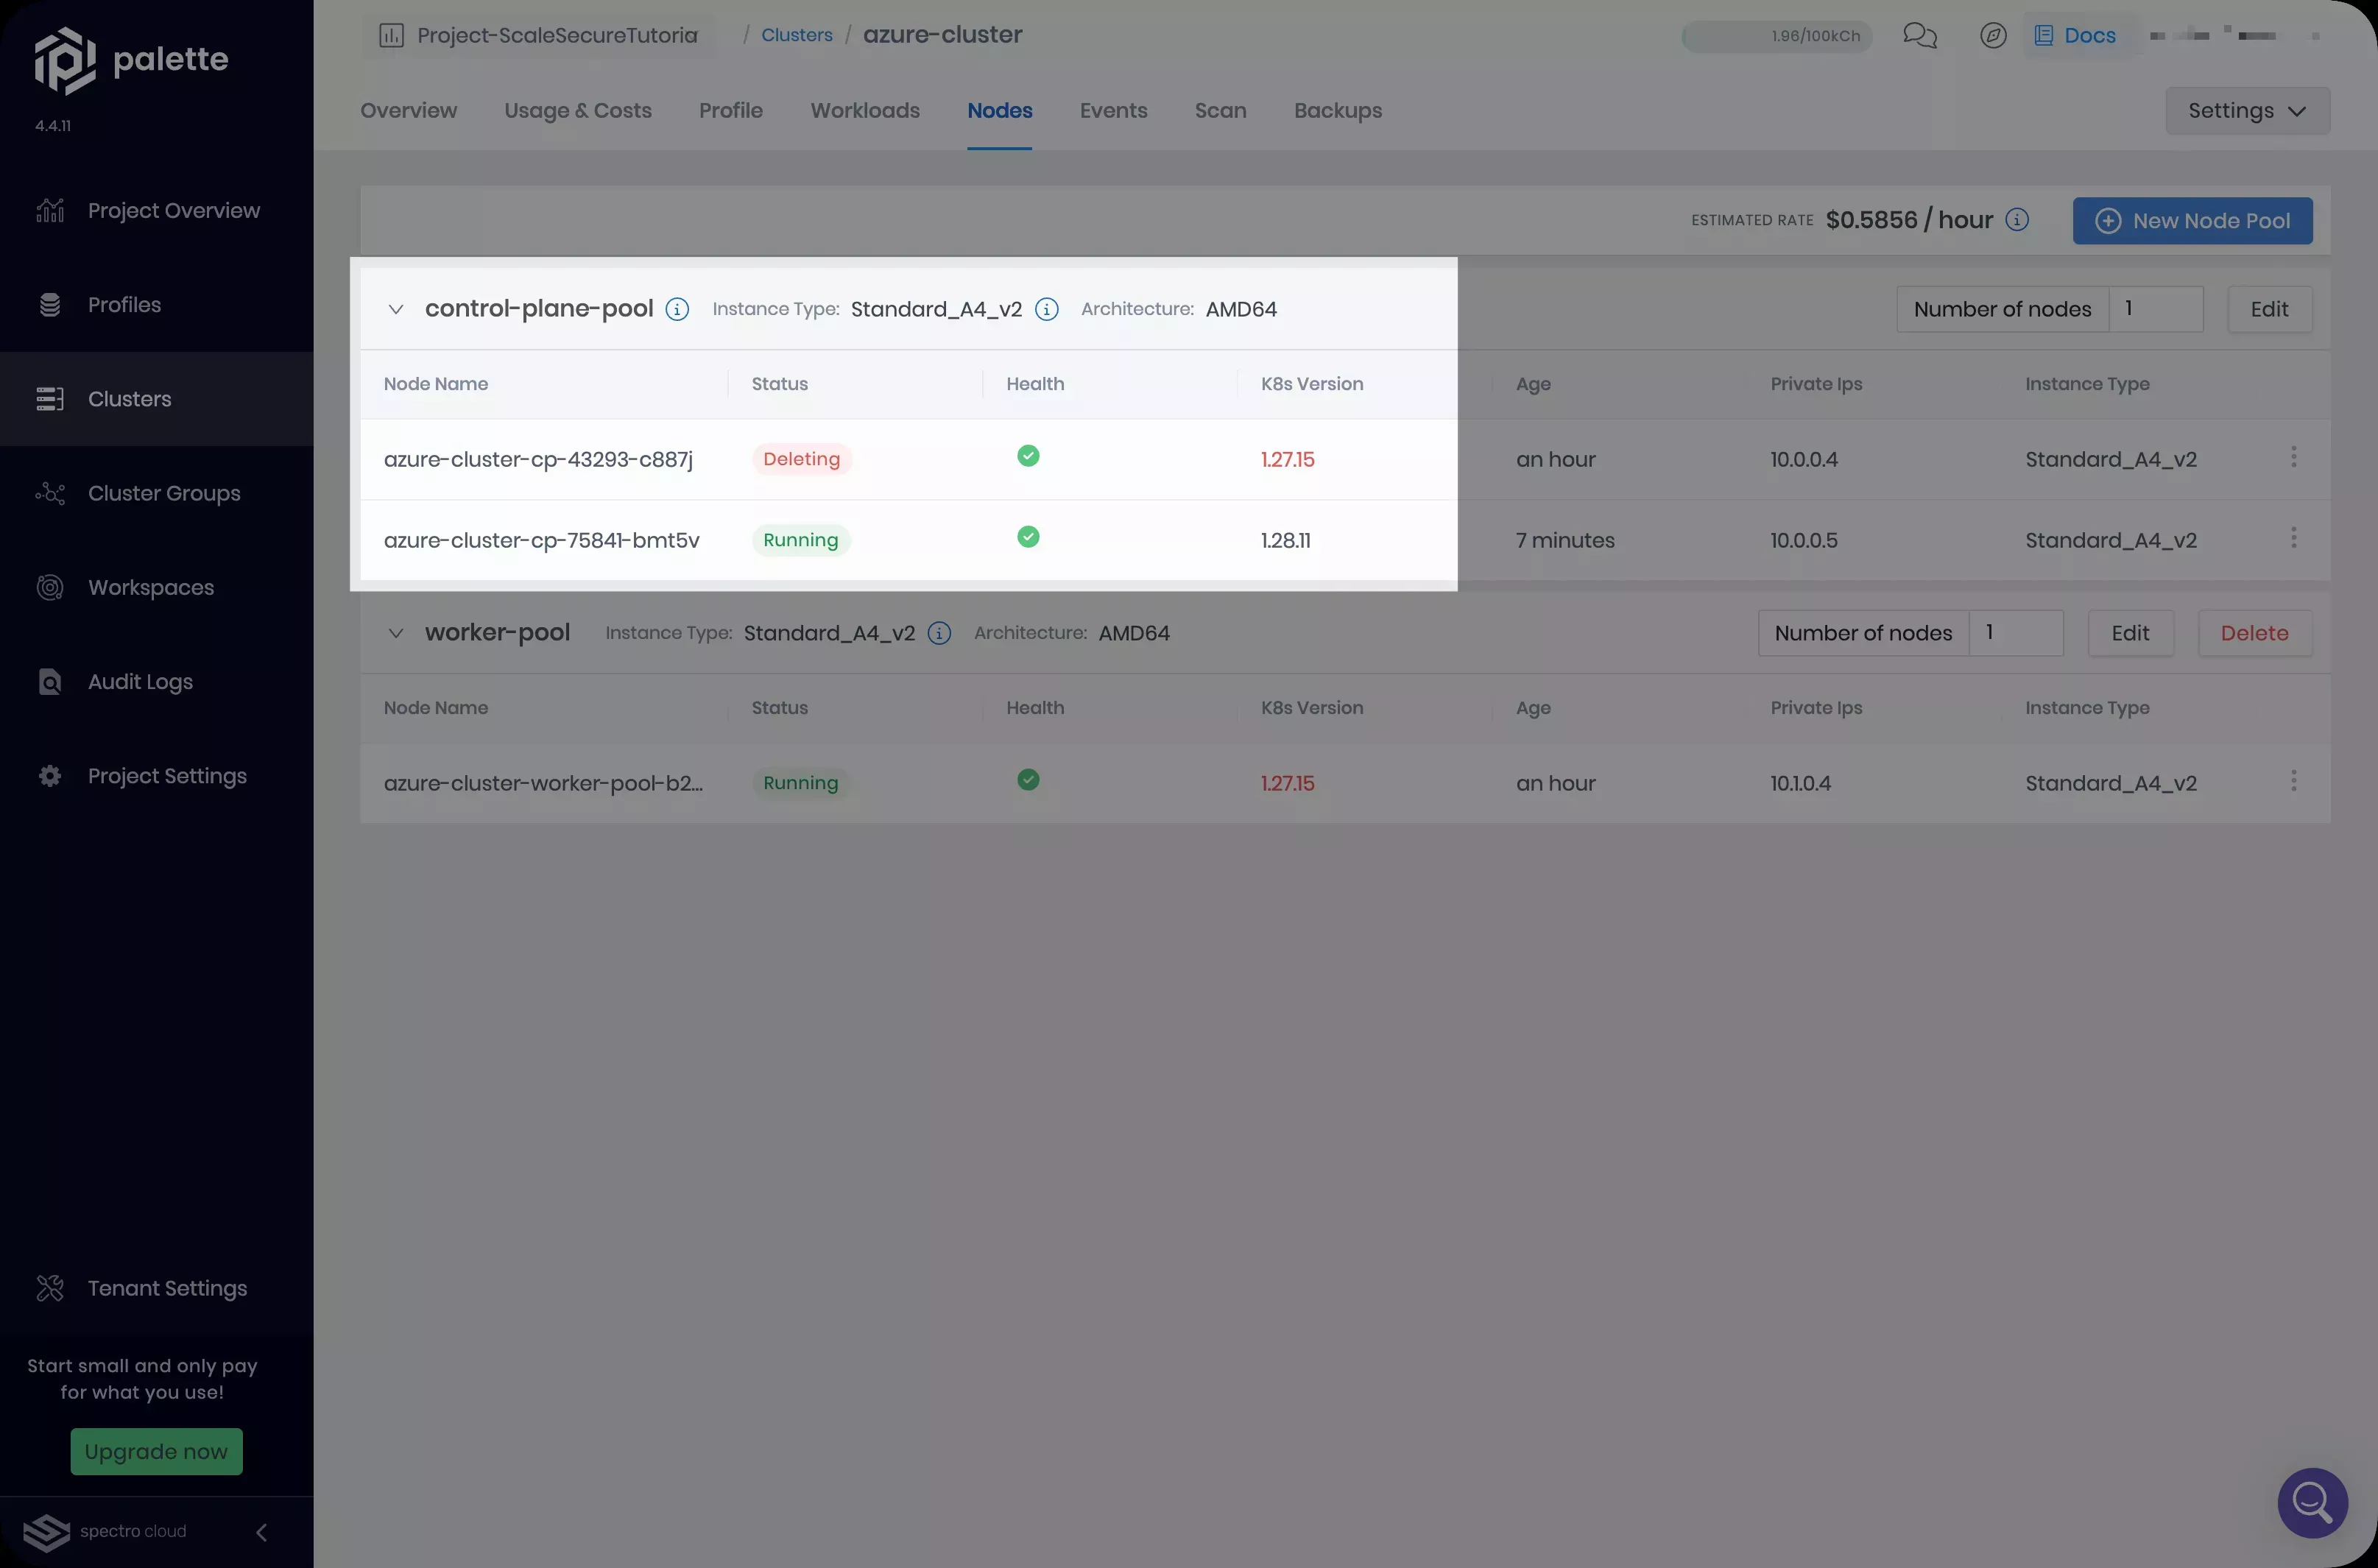 palette
4.4.11
Project Overview
Profiles
Clusters
Cluster Groups
Workspaces
Audit Logs
Project Settings
Tenant Settings
Start small and only pay
for what you use!
Upgrade now
spectro cloud
Project-ScaleSecureTutoria / Clusters / azure-cluster
1.96/100kCh
Docs
Overview Usage & Costs Profile Workloads Nodes Events Scan Backups
Settings
ESTIMATED RATE $0.5856 / hour
New Node Pool
control-plane-pool Instance Type: Standard_A4_v2 Architecture: AMD64
Number of nodes 1 Edit
Node Name Status Health K8s Version Age Private Ips Instance Type
azure-cluster-cp-43293-c887j Deleting 1.27.15 an hour 10.0.0.4 Standard_A4_v2
azure-cluster-cp-75841-bmt5v Running 1.28.11 7 minutes 10.0.0.5 Standard_A4_v2
worker-pool Instance Type: Standard_A4_v2 Architecture: AMD64
Number of nodes 1 Edit Delete
Node Name Status Health K8s Version Age Private Ips Instance Type
azure-cluster-worker-pool-b2... Running 1.27.15 an hour 10.1.0.4 Standard_A4_v2